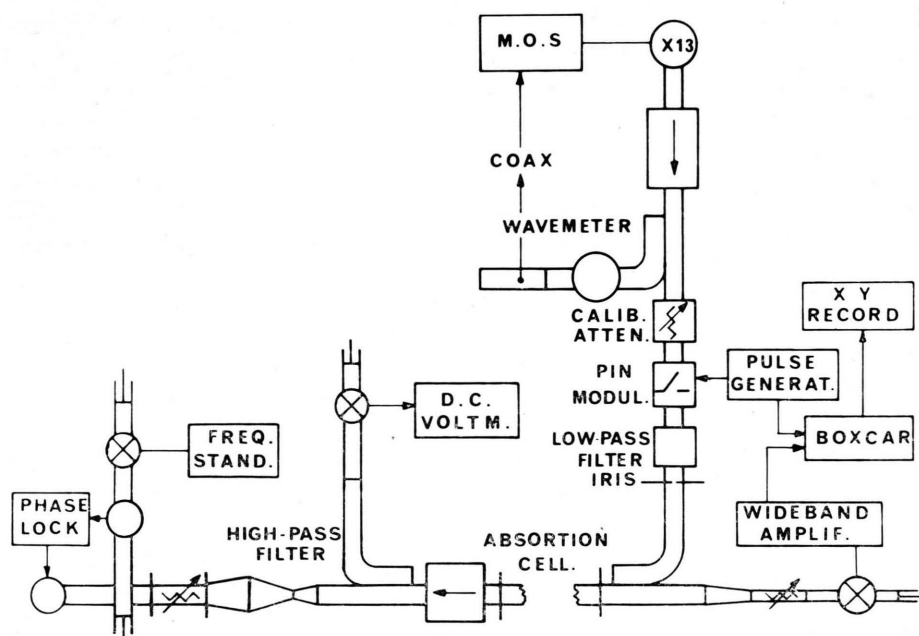 M.O.S
X13
COAX
WAVEMETER
CALIB.
ATTEN.
X Y
RECORD
PIN
MODUL.
PULSE
GENERAT.
D.C.
VOLTM.
FREQ.
STAND.
LOW-PASS
FILTER
IRIS
BOXCAR
PHASE
LOCK
HIGH-PASS
FILTER
ABSORTION
CELL.
WIDEBAND
AMPLIF.